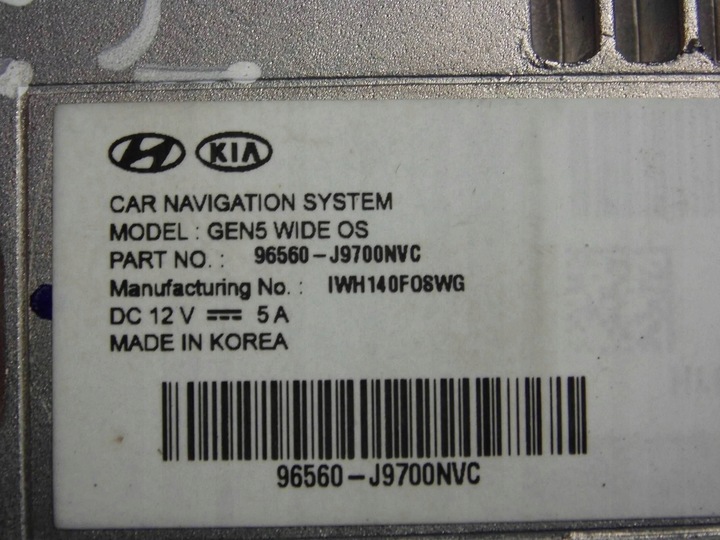 KIA
CAR NAVIGATION SYSTEM
MODEL : GEN5 WIDE OS
PART NO. : 96560-J9700NVC
Manufacturing No. : IWH140FOSWG
DC 12 V ⎓ 5 A
MADE IN KOREA
96560-J9700NVC